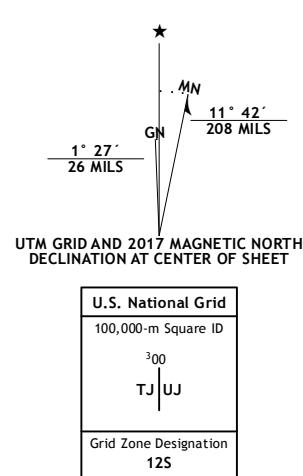 ★
MN
11° 42´
208 MILS
GN
1° 27´
26 MILS
UTM GRID AND 2017 MAGNETIC NORTH
DECLINATION AT CENTER OF SHEET
U.S. National Grid
100,000-m Square ID
³00
TJ UJ
Grid Zone Designation
12S